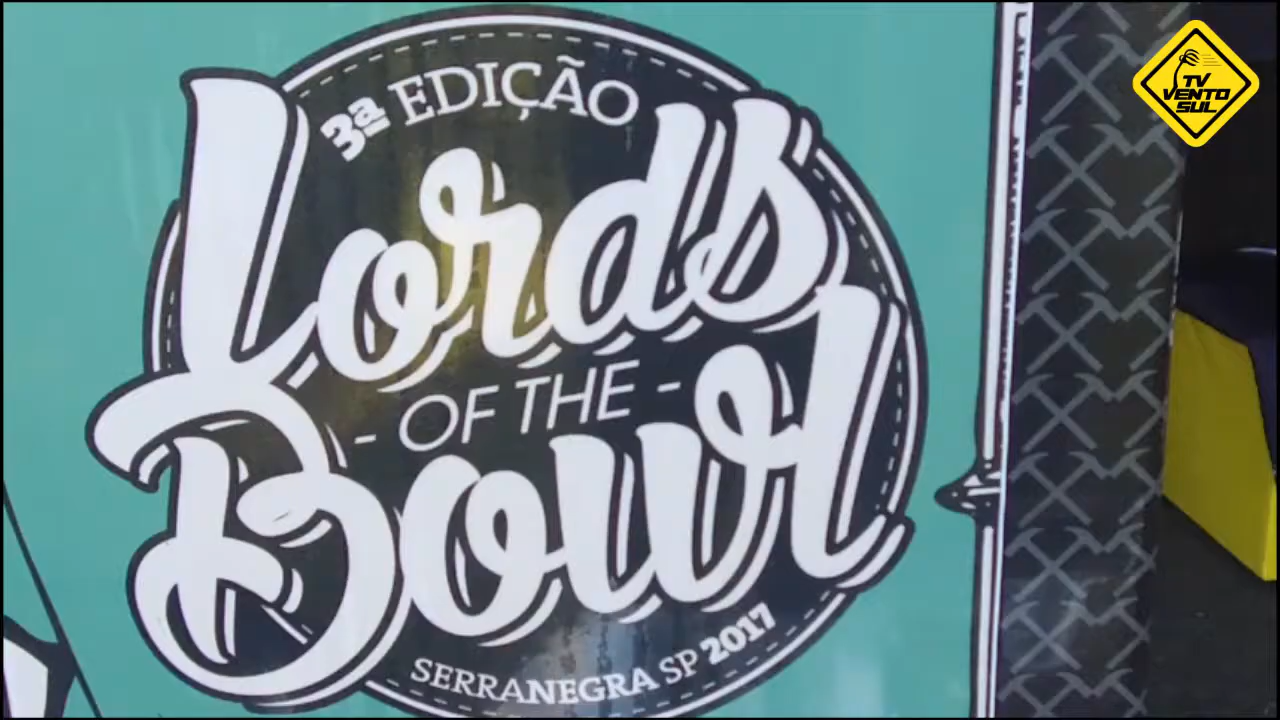 3ª EDIÇÃO
Lords
- OF THE -
Bowl
SERRANEGRA SP 2017
TV
VENTO
SUL